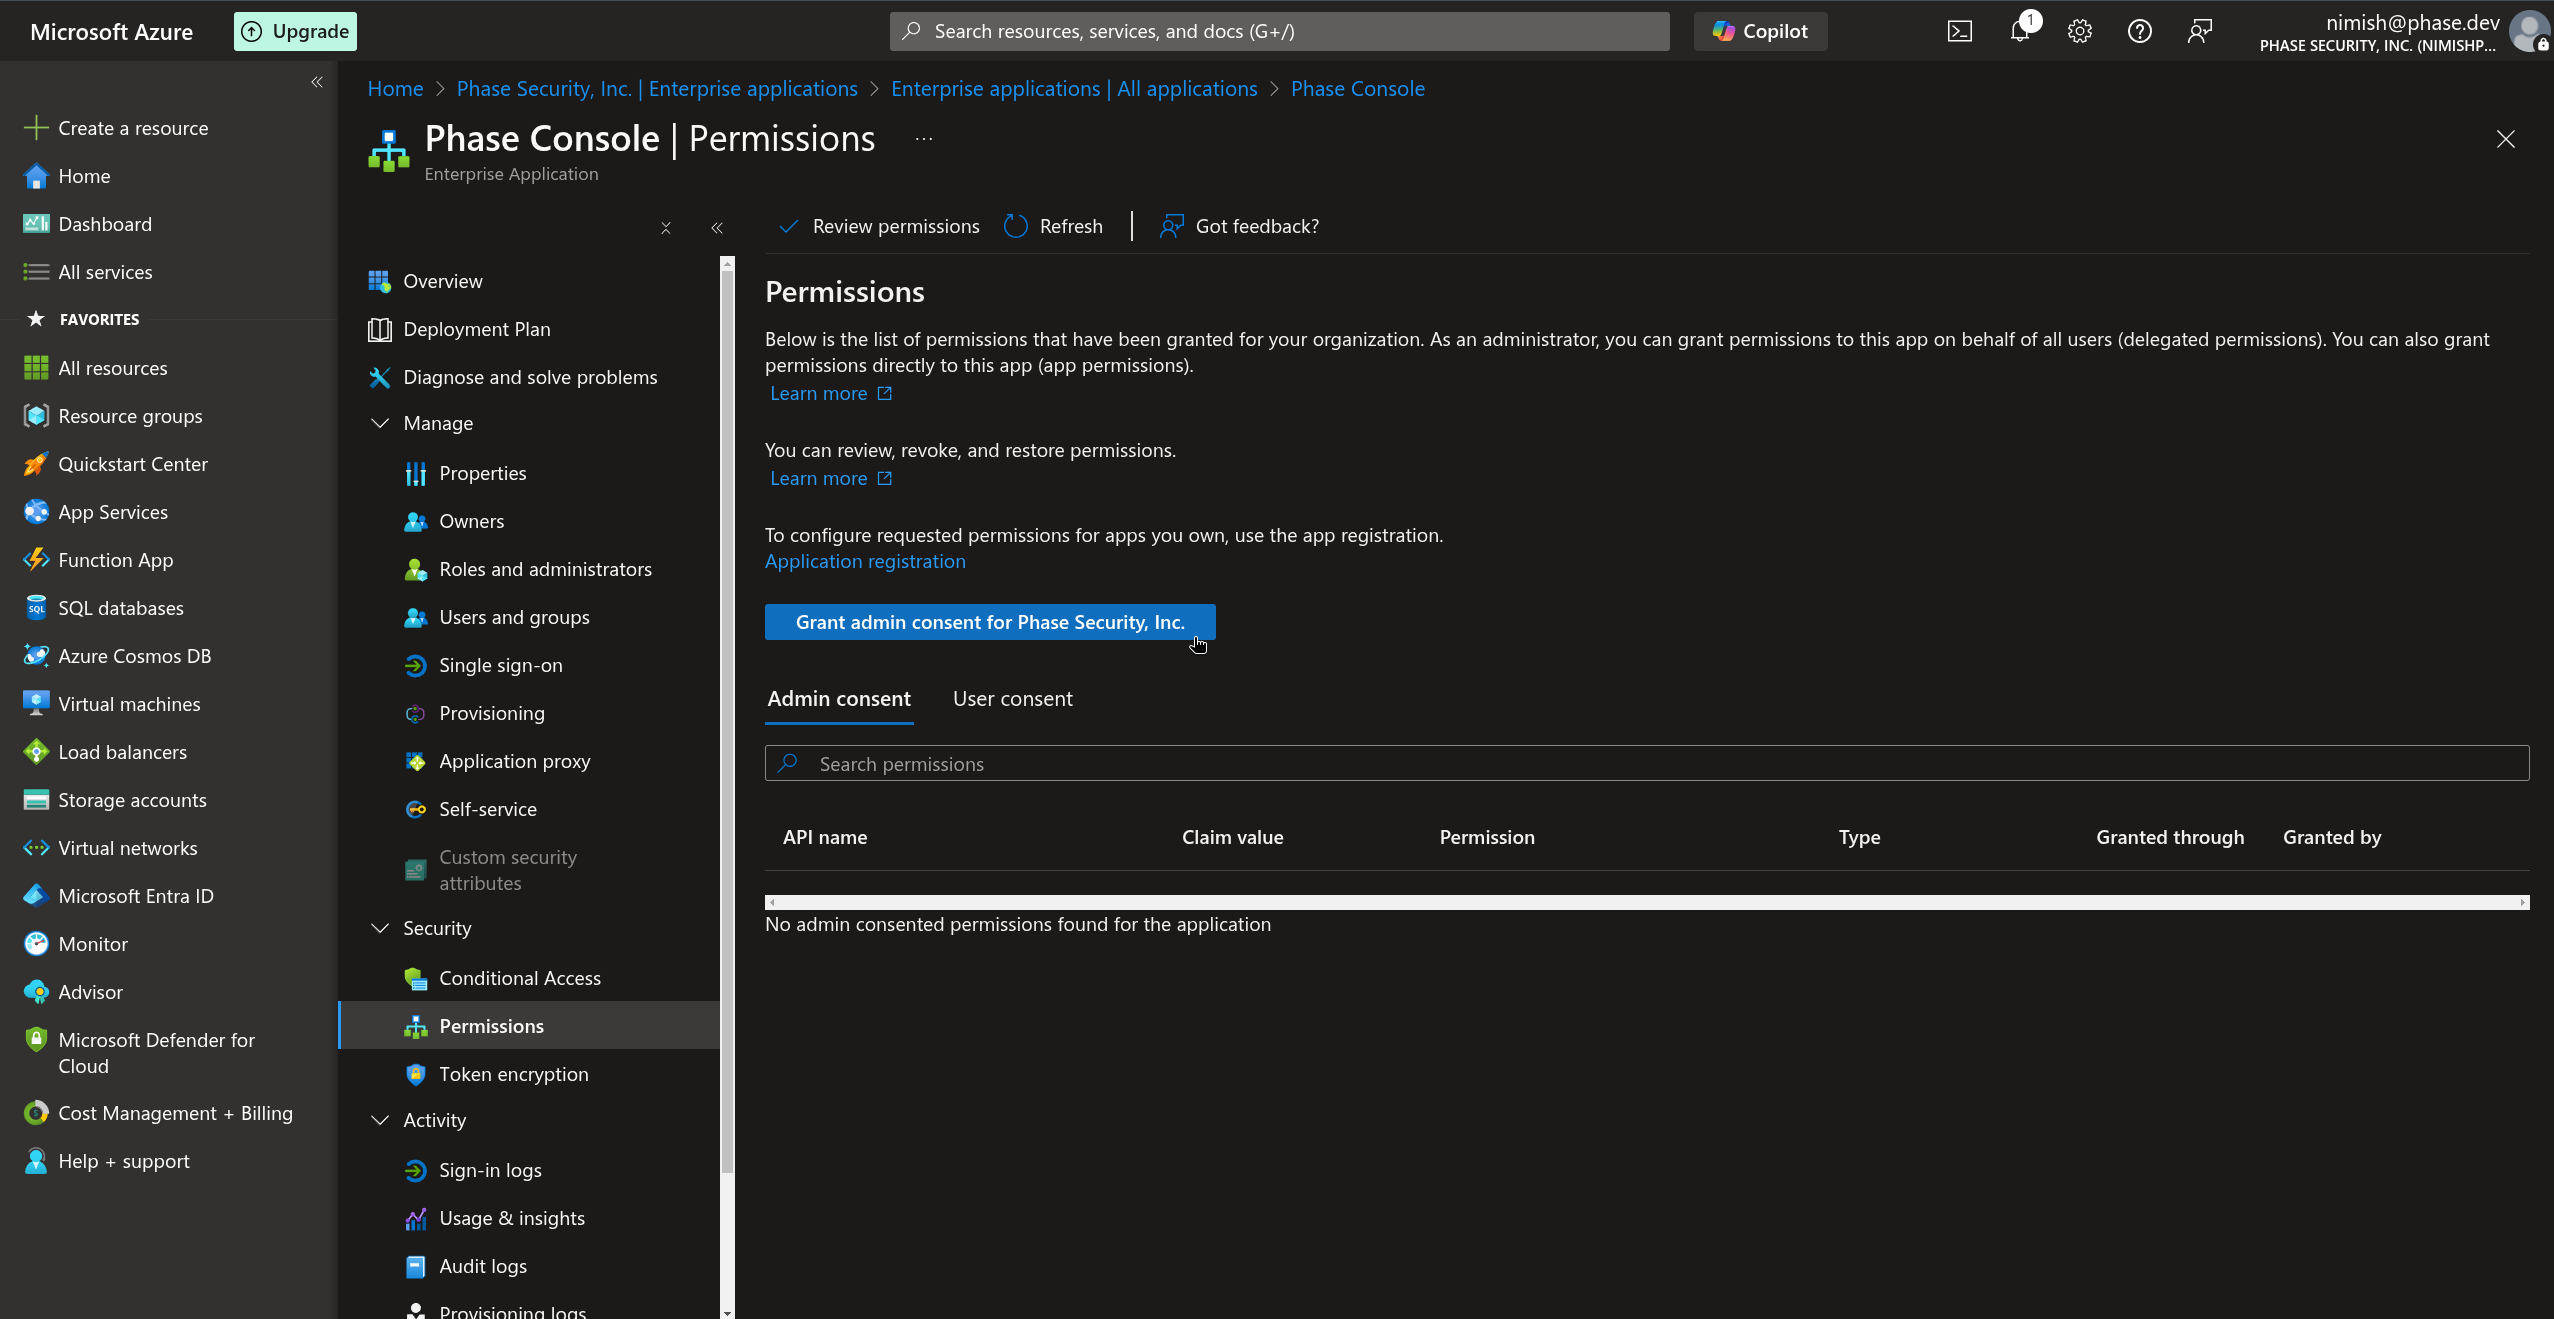 Microsoft Azure
Upgrade
Search resources, services, and docs (G+/)
Copilot
1
nimish@phase.dev
PHASE SECURITY, INC. (NIMISHP...
Create a resource
Home
Dashboard
All services
FAVORITES
All resources
Resource groups
Quickstart Center
App Services
Function App
SQL databases
Azure Cosmos DB
Virtual machines
Load balancers
Storage accounts
Virtual networks
Microsoft Entra ID
Monitor
Advisor
Microsoft Defender for
Cloud
Cost Management + Billing
Help + support
Home > Phase Security, Inc. | Enterprise applications > Enterprise applications | All applications > Phase Console
Phase Console | Permissions ...
Enterprise Application
Overview
Deployment Plan
Diagnose and solve problems
Manage
Properties
Owners
Roles and administrators
Users and groups
Single sign-on
Provisioning
Application proxy
Self-service
Custom security
attributes
Security
Conditional Access
Permissions
Token encryption
Activity
Sign-in logs
Usage & insights
Audit logs
Provisioning logs
Review permissions
Refresh
Got feedback?
Permissions
Below is the list of permissions that have been granted for your organization. As an administrator, you can grant permissions to this app on behalf of all users (delegated permissions). You can also grant
permissions directly to this app (app permissions).
Learn more
You can review, revoke, and restore permissions.
Learn more
To configure requested permissions for apps you own, use the app registration.
Application registration
Grant admin consent for Phase Security, Inc.
Admin consent
User consent
Search permissions
API name
Claim value
Permission
Type
Granted through
Granted by
No admin consented permissions found for the application